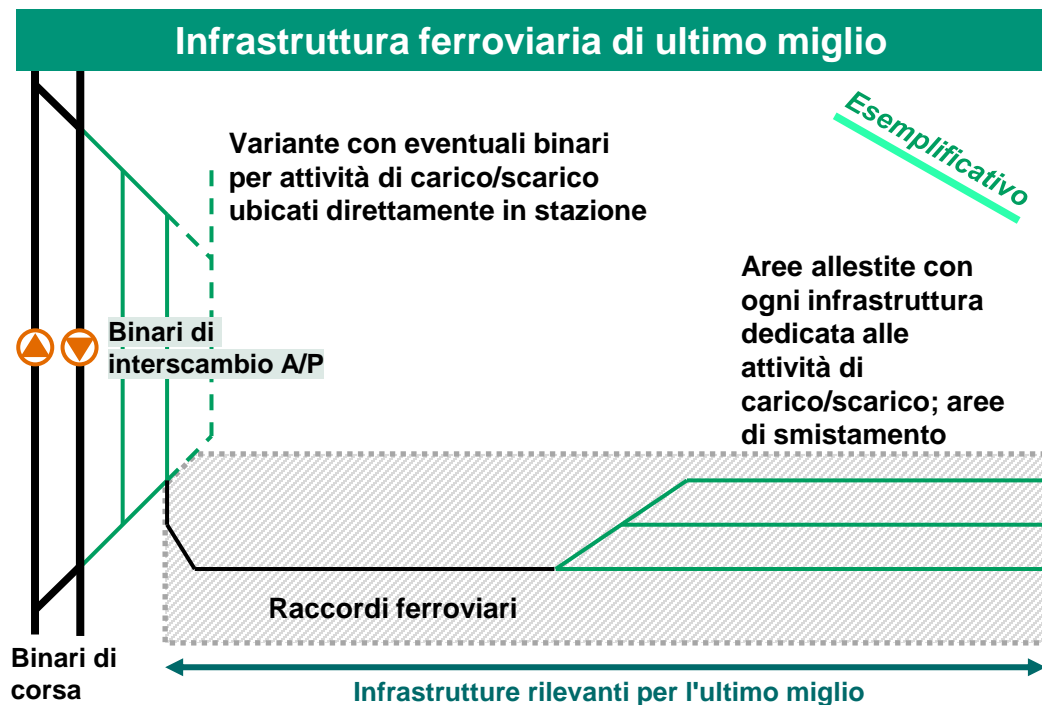 Infrastruttura ferroviaria di ultimo miglio
Esemplificativo
Variante con eventuali binari
per attività di carico/scarico
ubicati direttamente in stazione
Aree allestite con
ogni infrastruttura
dedicata alle
attività di
carico/scarico; aree
di smistamento
Binari di
interscambio A/P
Raccordi ferroviari
Binari di
corsa
Infrastrutture rilevanti per l'ultimo miglio